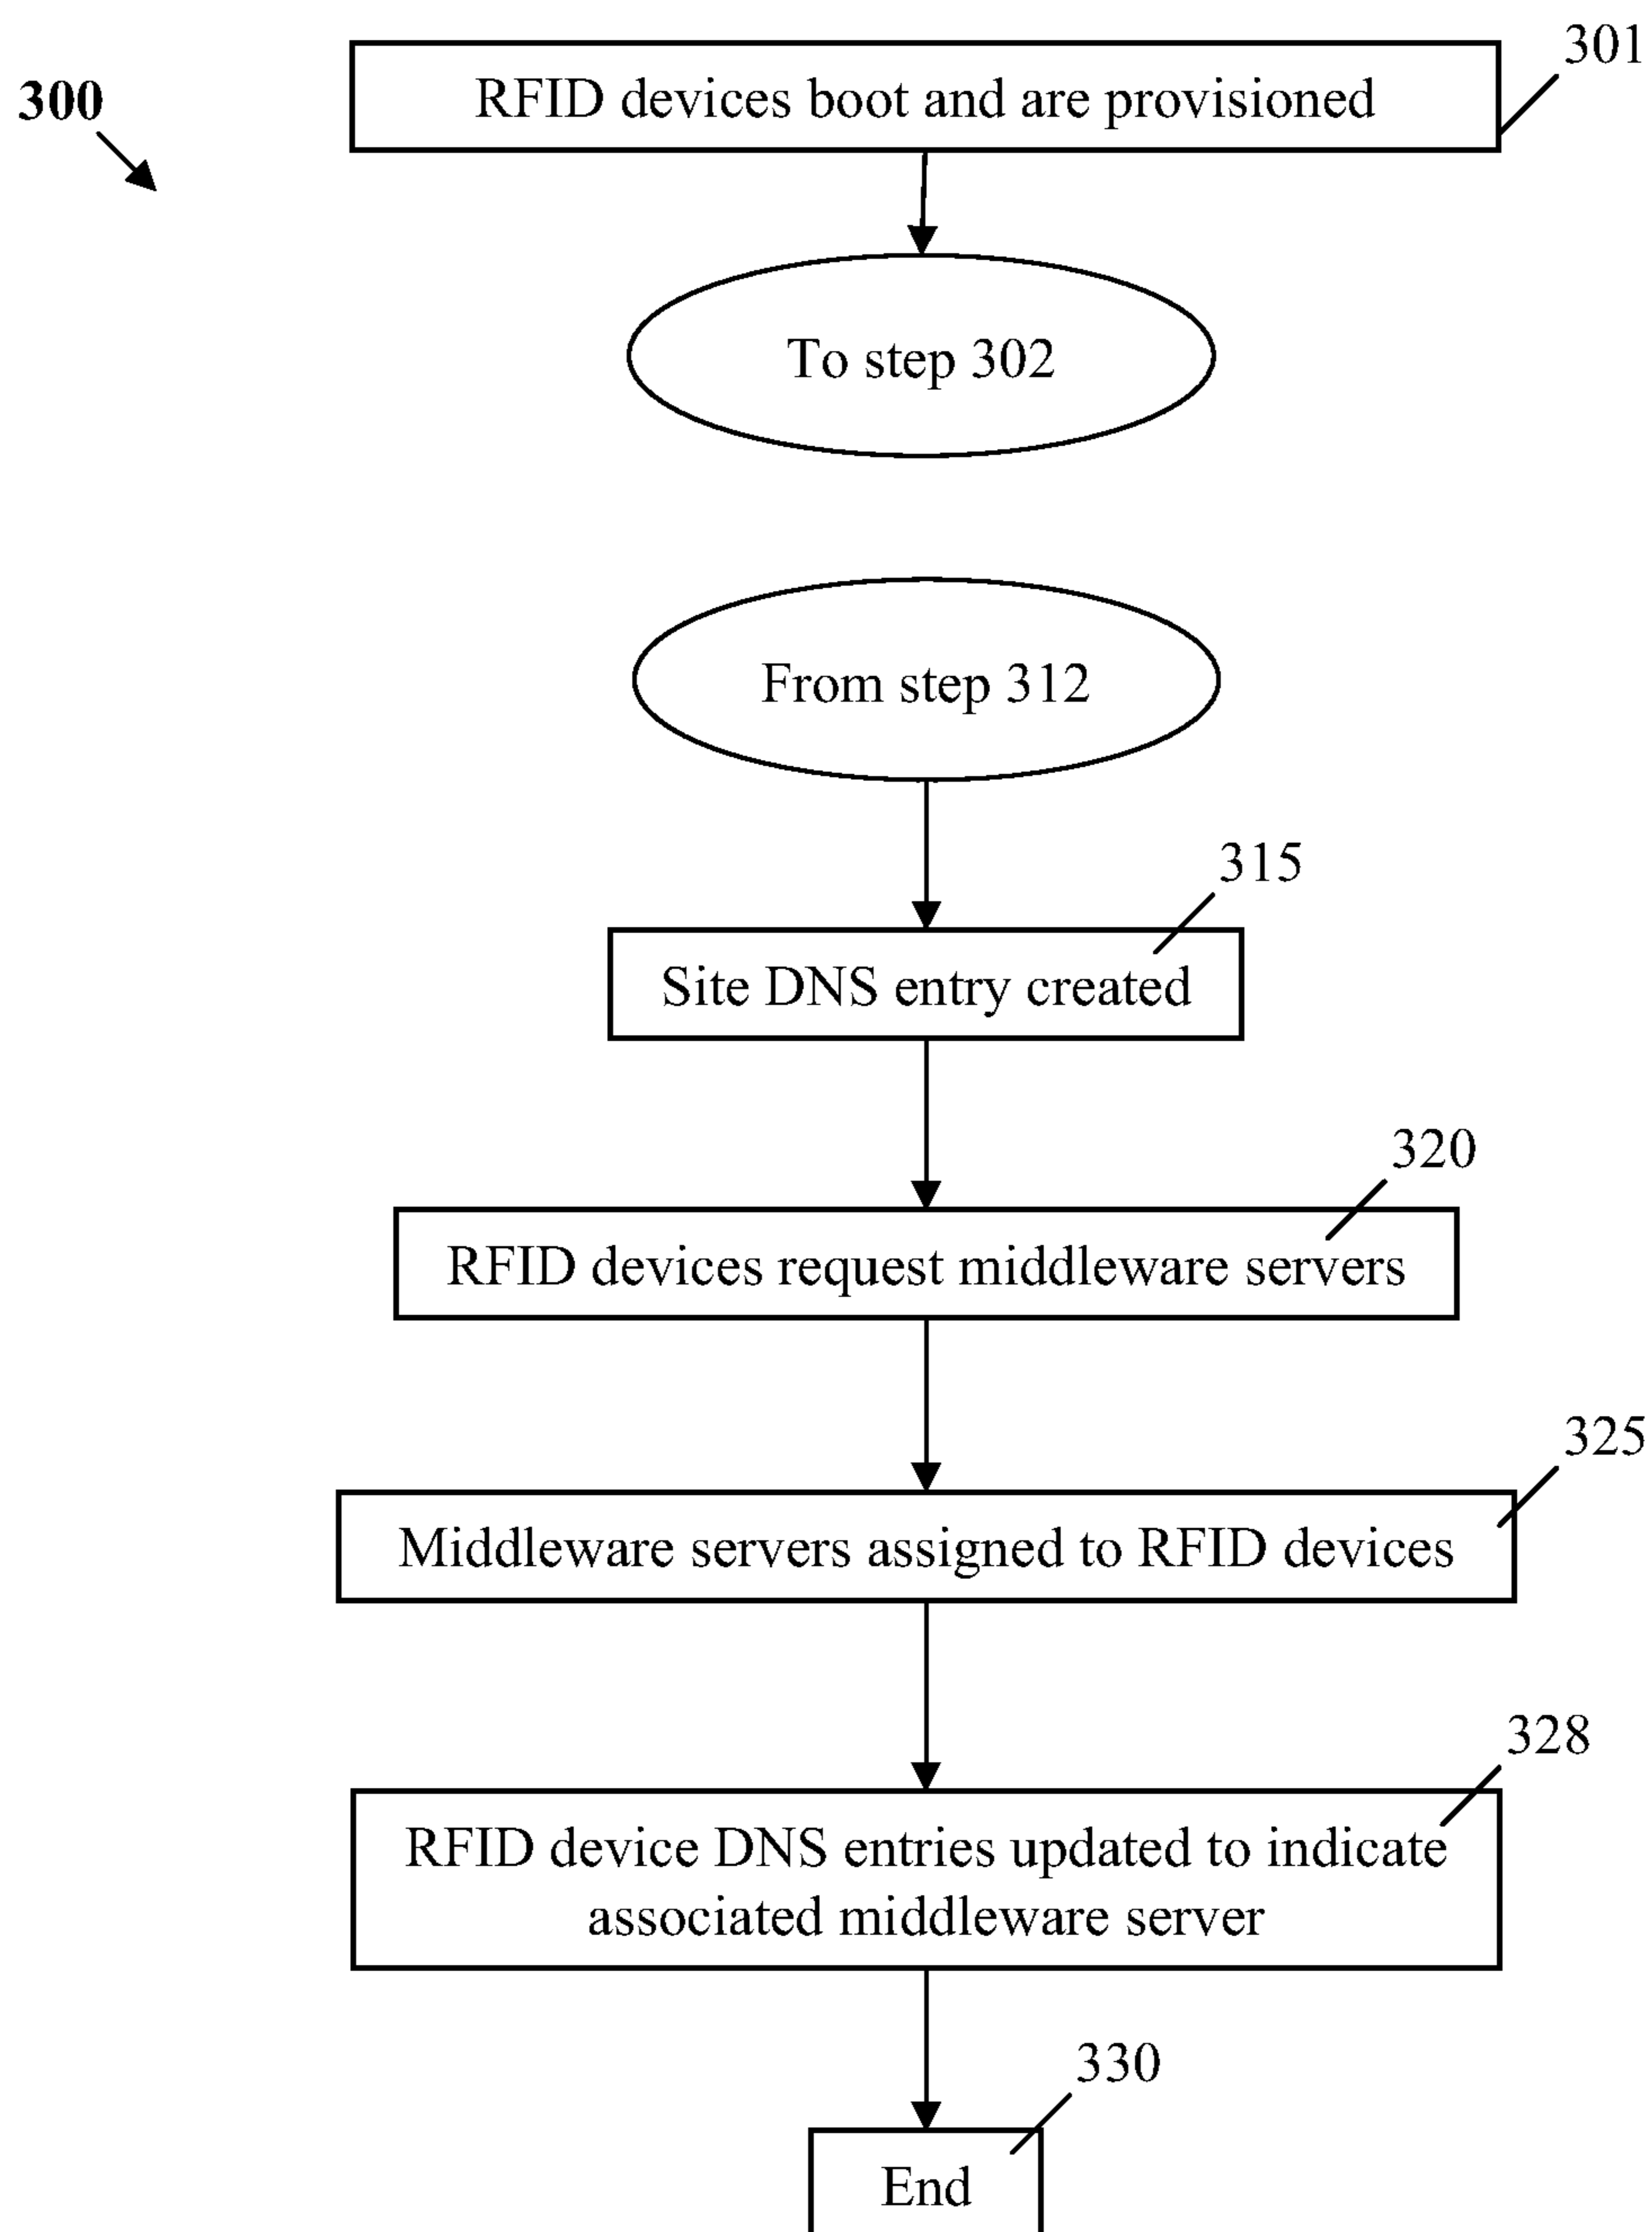 301
RFID devices boot and are provisioned
300
To step 302
From step 312
315
Site DNS entry created
320
RFID devices request middleware servers
325
Middleware servers assigned to RFID devices
328
RFID device DNS entries updated to indicate
associated middleware server
330
End